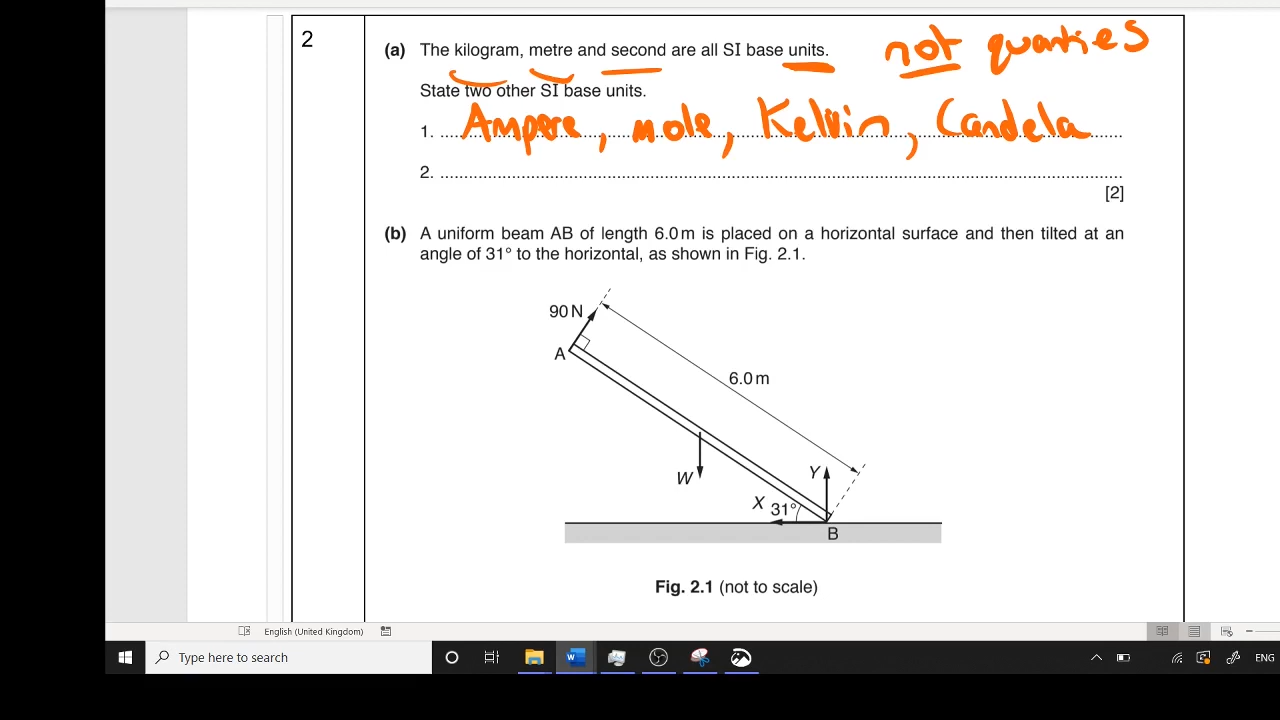 2
(a) The kilogram, metre and second are all SI base units.
not quanties
State two other SI base units.
1. Ampere, mole, Kelvin, Candela
2.
[2]
(b) A uniform beam AB of length 6.0 m is placed on a horizontal surface and then tilted at an
angle of 31° to the horizontal, as shown in Fig. 2.1.
90 N
A
6.0 m
W
Y
X
31°
B
Fig. 2.1 (not to scale)
English (United Kingdom)
Type here to search
ENG